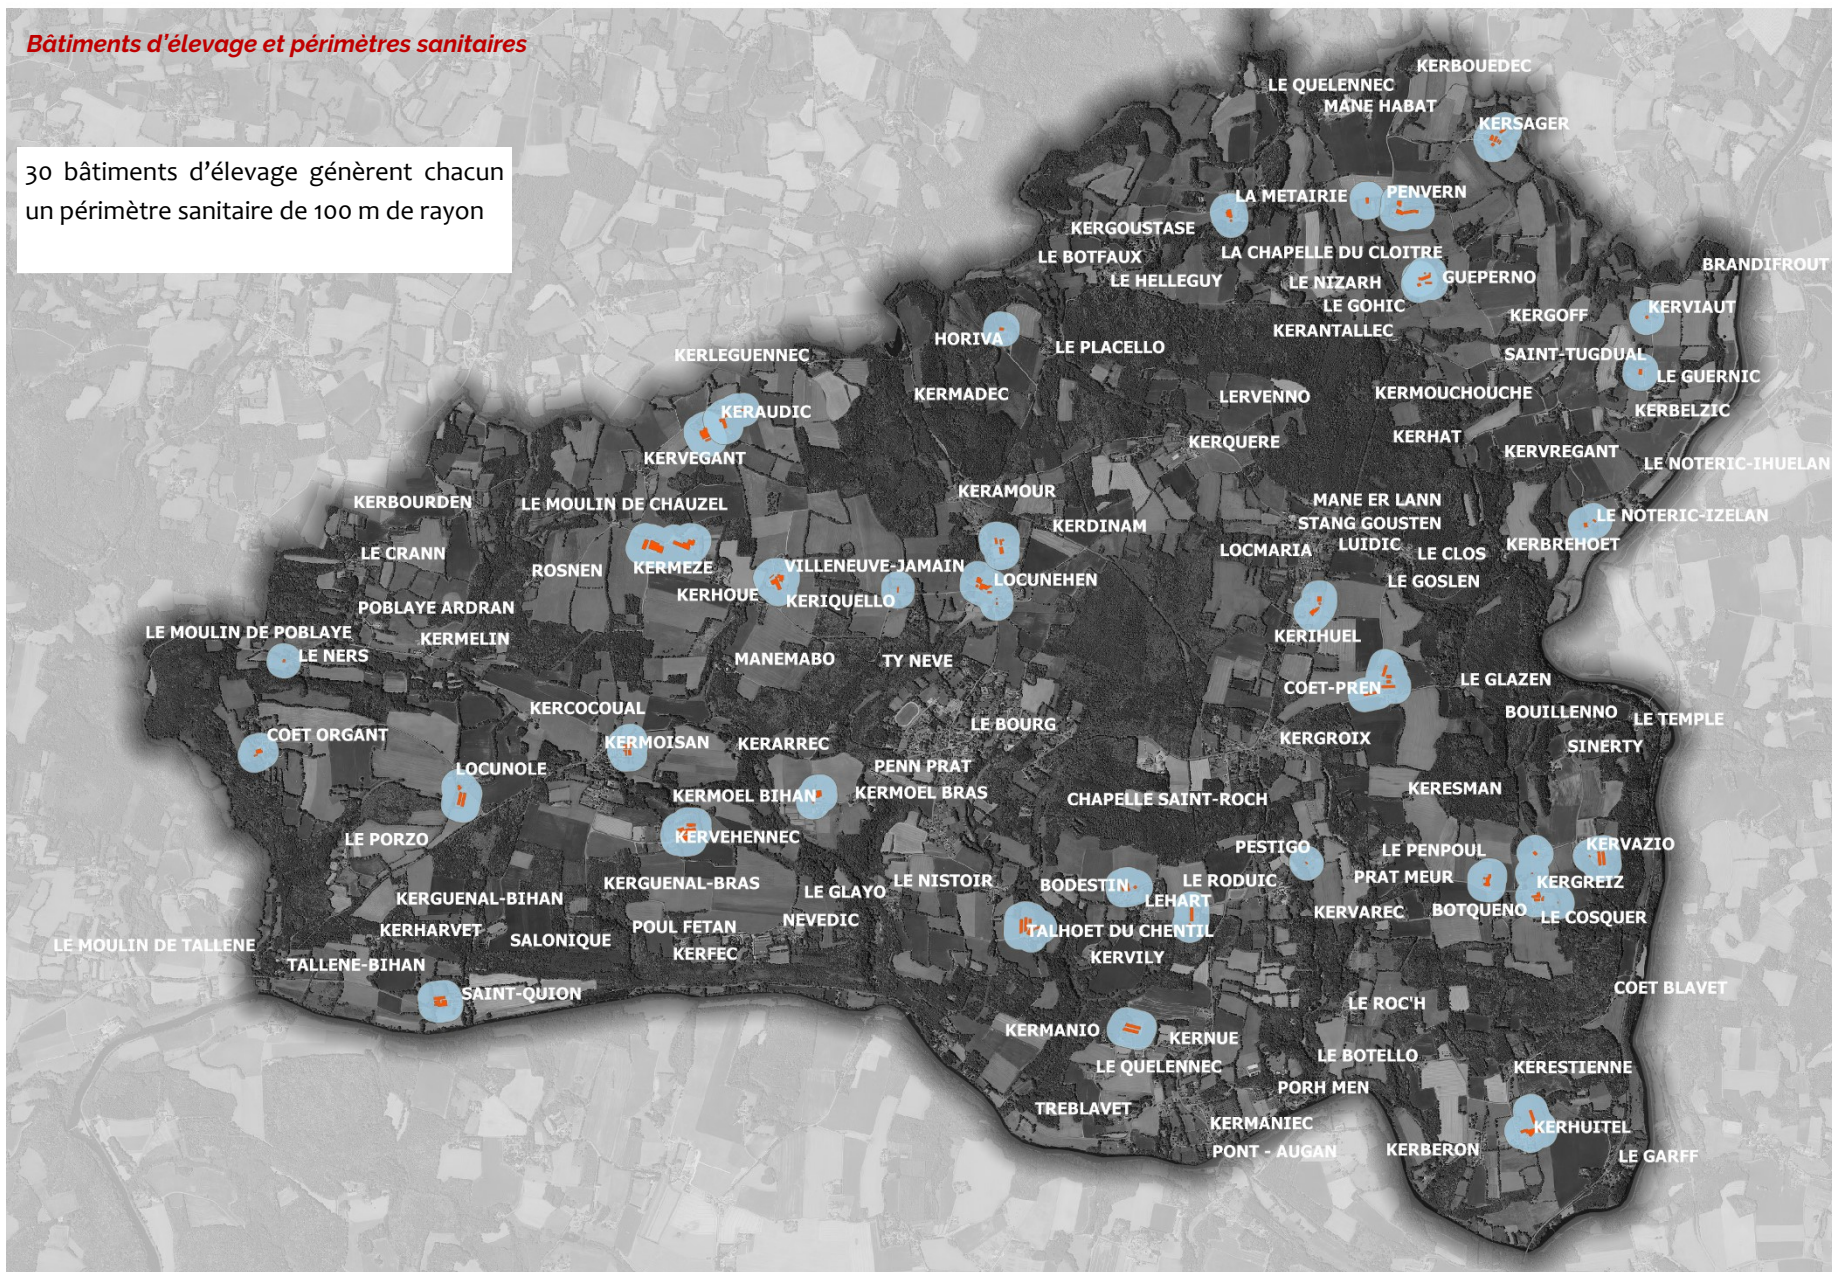 Bâtiments d'élevage et périmètres sanitaires
30 bâtiments d'élevage génèrent chacun
un périmètre sanitaire de 100 m de rayon
KERBOUEDEC
LE QUELENNEC
MANE HABAT
KERSAGER
LA METAIRIE
PENVERN
KERGOUSTASE
LE BOTFAUX
LA CHAPELLE DU CLOITRE
BRANDIFROUT
LE HELLEGUY
LE NIZARH
GUEPERNO
LE GOHIC
KERGOFF
KERVIAUT
KERANTALLEC
HORIVA
LE PLACELLO
KERLEGUENNEC
SAINT-TUGDUAL
LE GUERNIC
KERMADEC
LERVENNO
KERMOUCHOUCHE
KERAUDIC
KERBELZIC
KERQUERE
KERHAT
KERVREGANT
KERVEGANT
LE NOTERIC-IHUELAN
KERBOURDEN
LE MOULIN DE CHAUZEL
KERAMOUR
MANE ER LANN
KERDINAM
STANG GOUSTEN
LE NOTERIC-IZELAN
LE CRANN
LOCMARIA
LUIDIC
LE CLOS
KERBREHOET
ROSNEN
KERMEZE
VILLENEUVE-JAMAIN
LOCUNEHEN
LE GOSLEN
KERHOUE
KERIQUELLO
POBLAYE ARDRAN
LE MOULIN DE POBLAYE
KERMELIN
KERIHUEL
LE NERS
MANEMABO
TY NEVE
COET-PREN
LE GLAZEN
KERCOCOUAL
BOUILLENNO
LE TEMPLE
LE BOURG
COET ORGANT
KERMOISAN
KERARREC
KERGROIX
SINERTY
LOCUNOLE
PENN PRAT
KERMOEL BIHAN
KERMOEL BRAS
CHAPELLE SAINT-ROCH
KERESMAN
LE PORZO
KERVEHENNEC
PESTIGO
LE PENPOUL
KERVAZIO
KERGUENAL-BRAS
LE GLAYO
LE NISTOIR
BODESTIN
LE RODUIC
PRAT MEUR
KERGREIZ
KERGUENAL-BIHAN
LEHART
KERVAREC
BOTQUENO
LE COSQUER
KERHARVET
SALONIQUE
POUL FETAN
NEVEDIC
TALHOET DU CHENTIL
LE MOULIN DE TALLENE
KERFEC
KERVILY
TALLENE-BIHAN
SAINT-QUION
COET BLAVET
LE ROC'H
KERMANIO
KERNUE
LE BOTELLO
LE QUELENNEC
KERESTIENNE
PORH MEN
TREBLAVET
KERMANIEC
KERHUITEL
PONT - AUGAN
KERBERON
LE GARFF